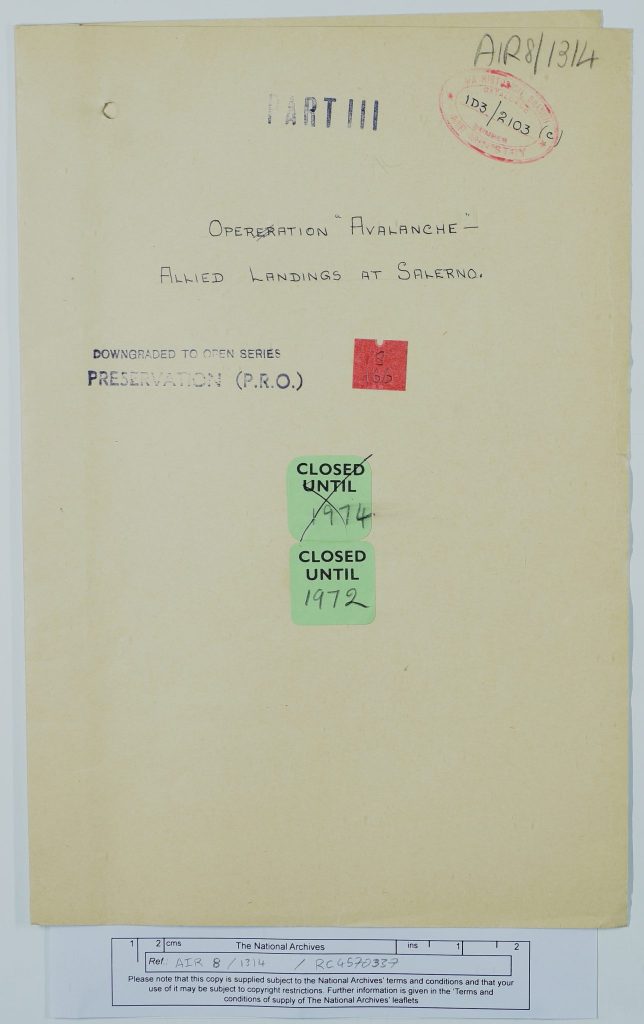 AIR8/1314
PART III
1D3/2103 (c)
OPERERATION "AVALANCHE" –
ALLIED LANDINGS AT SALERNO.
DOWNGRADED TO OPEN SERIES
PRESERVATION (P.R.O.)
CLOSED
UNTIL
1974
CLOSED
UNTIL
1972
1 2 cms The National Archives ins 1 2
Ref. AIR 8 / 1314 / RC4570337
Please note that this copy is supplied subject to the National Archives' terms and conditions and that your
use of it may be subject to copyright restrictions. Further information is given in the 'Terms and
conditions of supply of The National Archives' leaflets